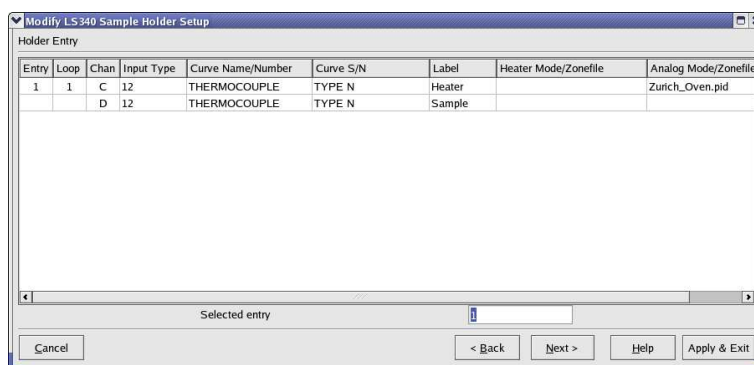 Modify LS340 Sample Holder Setup
Holder Entry
Entry Loop Chan Input Type Curve Name/Number Curve S/N Label Heater Mode/Zonefile Analog Mode/Zonefile
1 1 C 12 THERMOCOUPLE TYPE N Heater Zurich_Oven.pid
D 12 THERMOCOUPLE TYPE N Sample
Selected entry 1
Cancel < Back Next > Help Apply & Exit